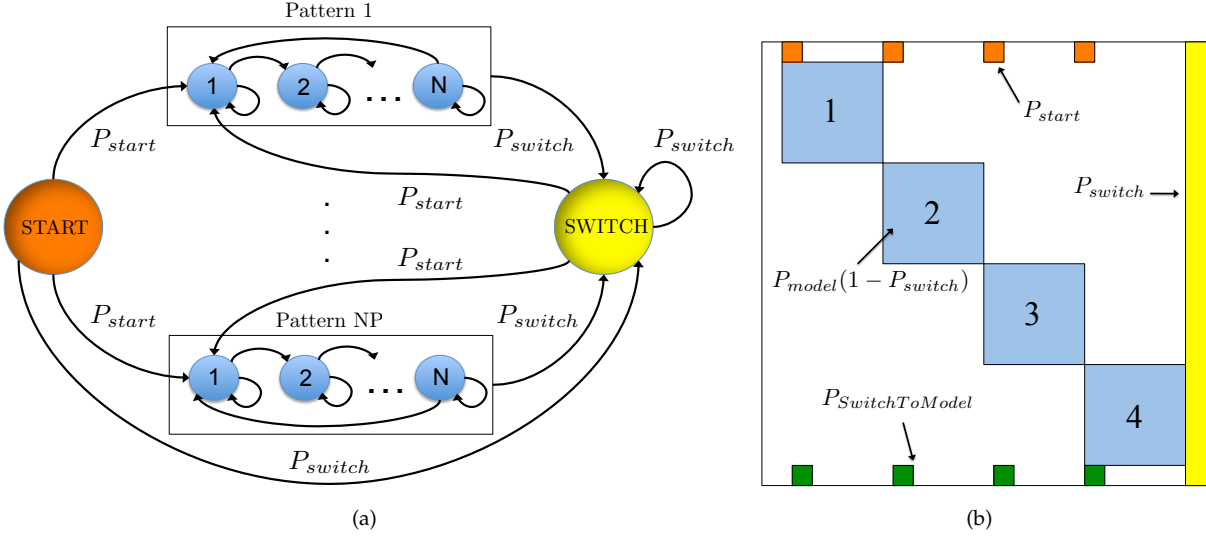 Pattern 1
1 2 ... N
P_start
P_switch
P_switch
P_start
START
.
.
.
SWITCH
P_start
P_start
Pattern NP
P_switch
1 2 ... N
P_switch
(a)
1
P_start
P_switch
2
P_model(1 − P_switch)
3
P_SwitchToModel
4
(b)